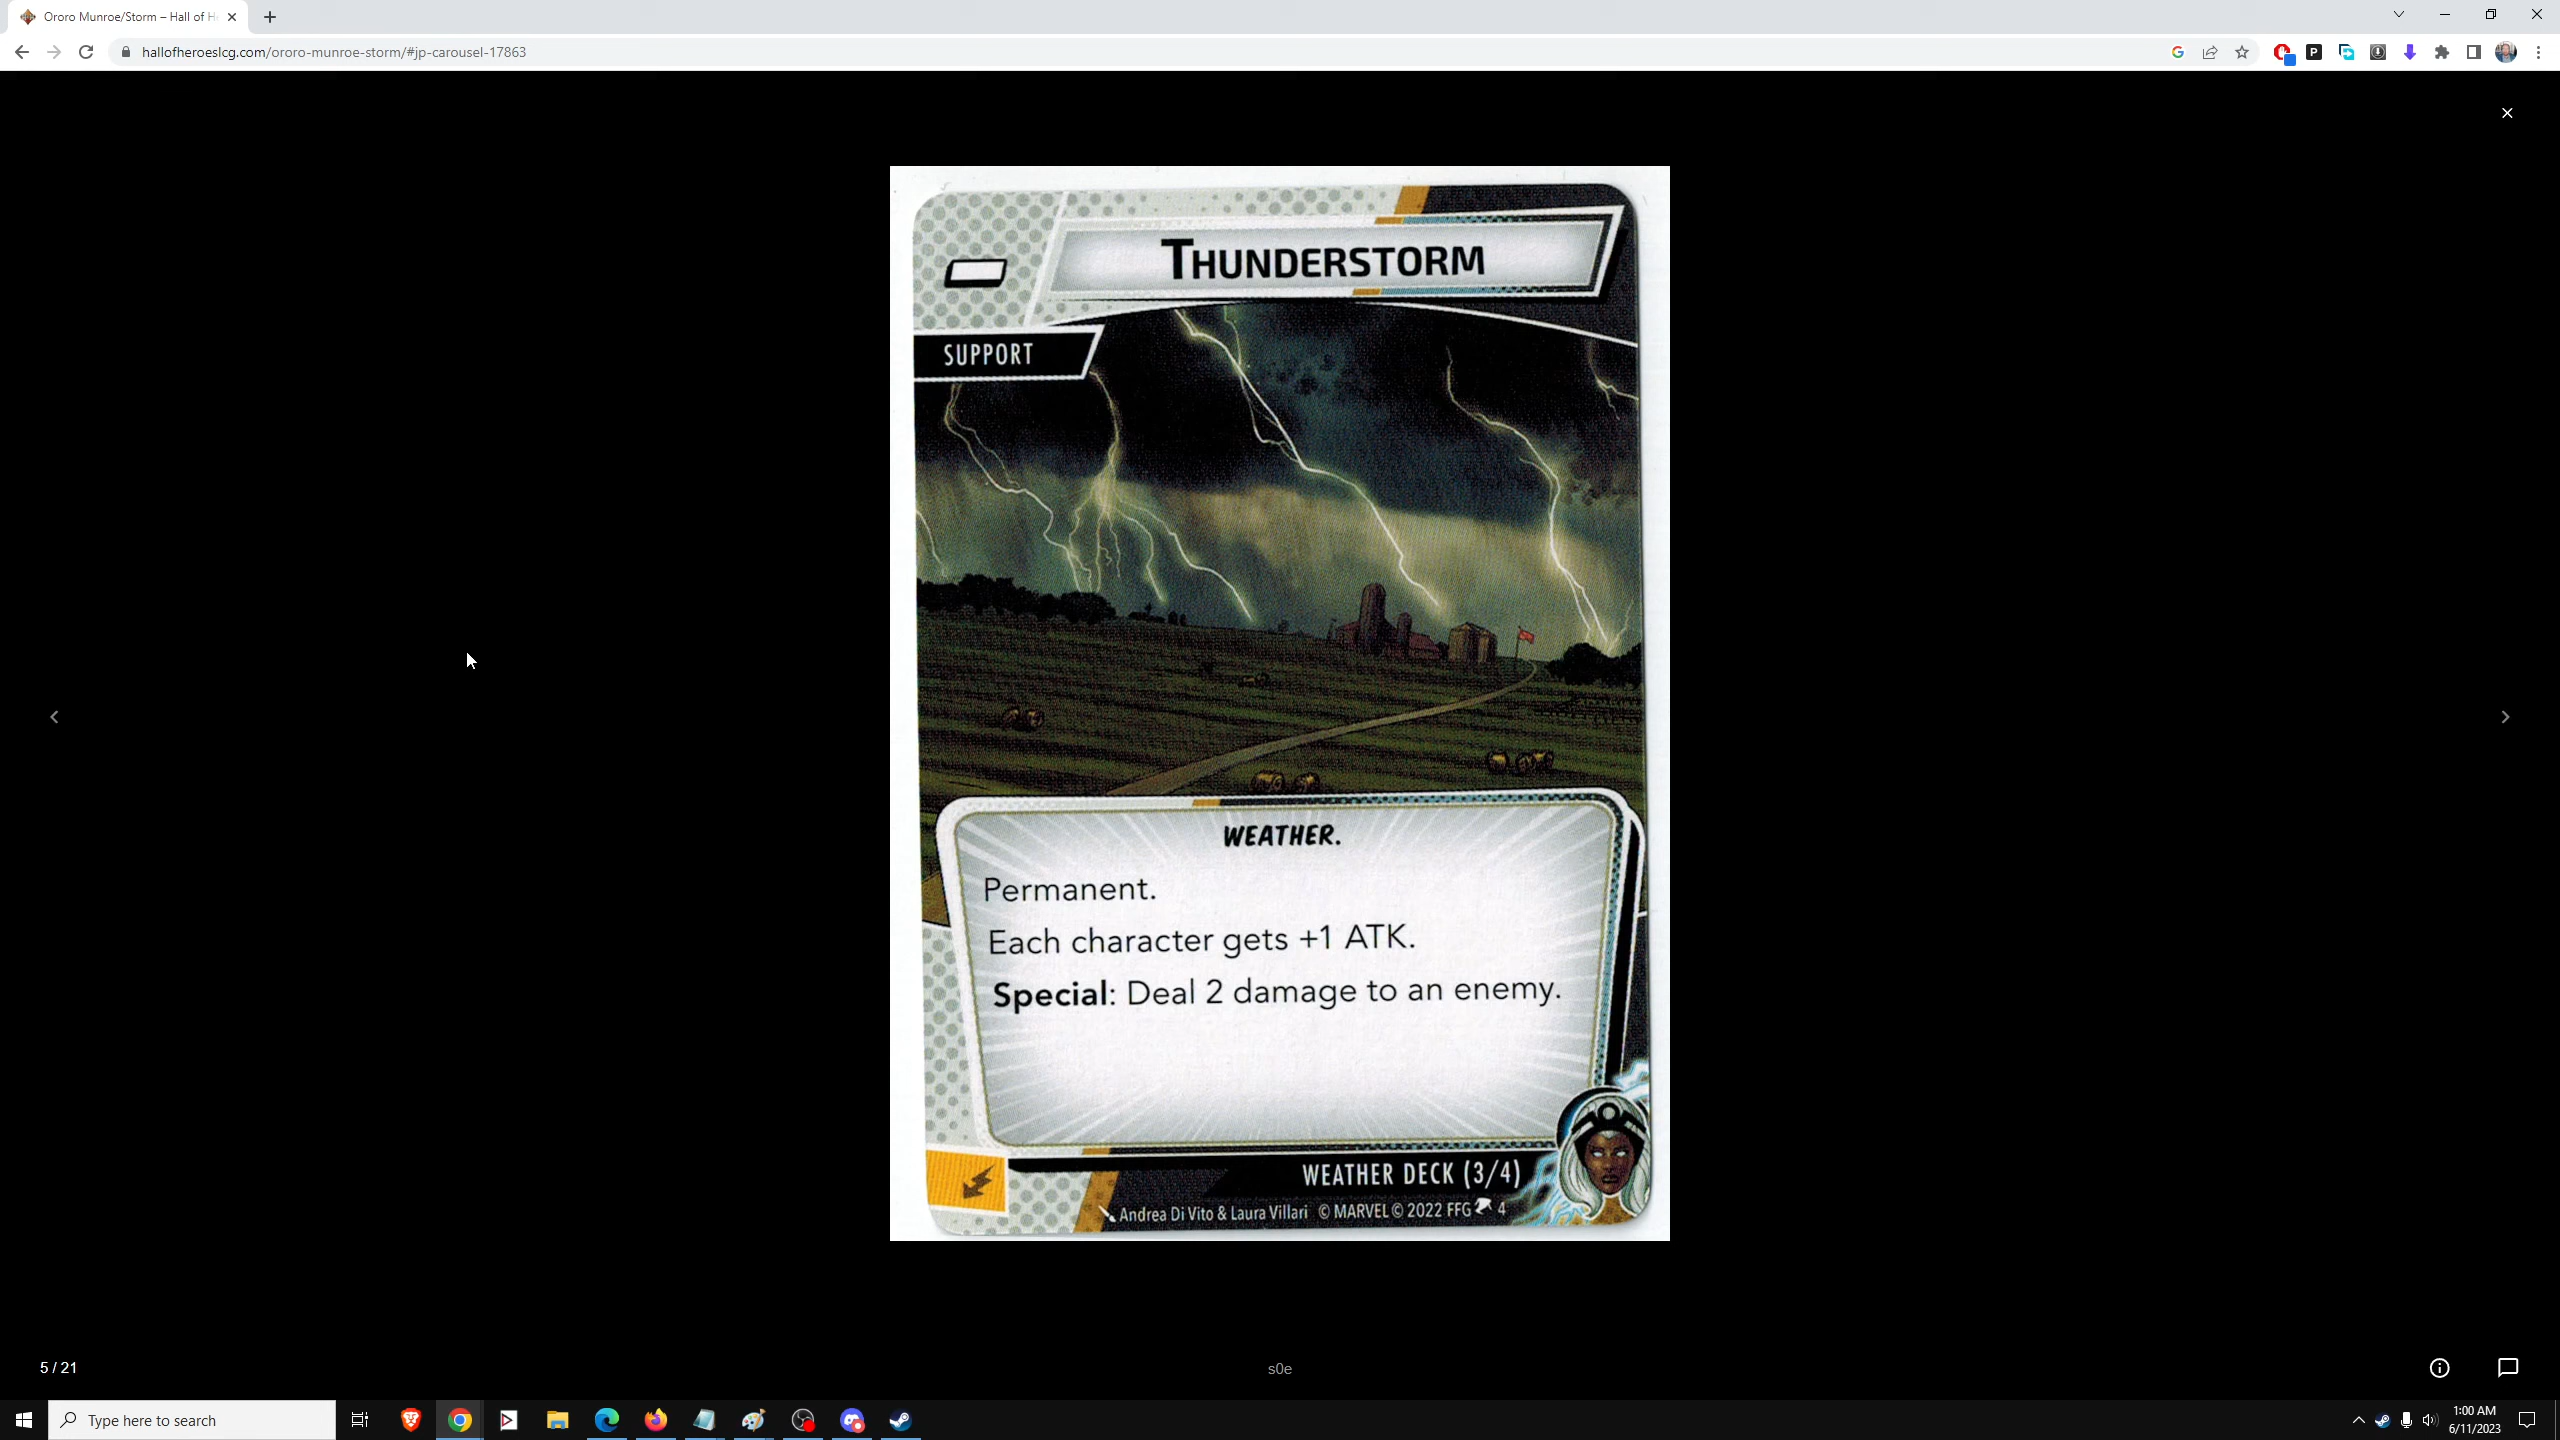 Ororo Munroe/Storm – Hall of H
hallofheroeslcg.com/ororo-munroe-storm/#jp-carousel-17863
THUNDERSTORM
SUPPORT
WEATHER.
Permanent.
Each character gets +1 ATK.
Special: Deal 2 damage to an enemy.
WEATHER DECK (3/4)
Andrea Di Vito & Laura Villari © MARVEL © 2022 FFG 4
5 / 21
s0e
Type here to search
1:00 AM
6/11/2023